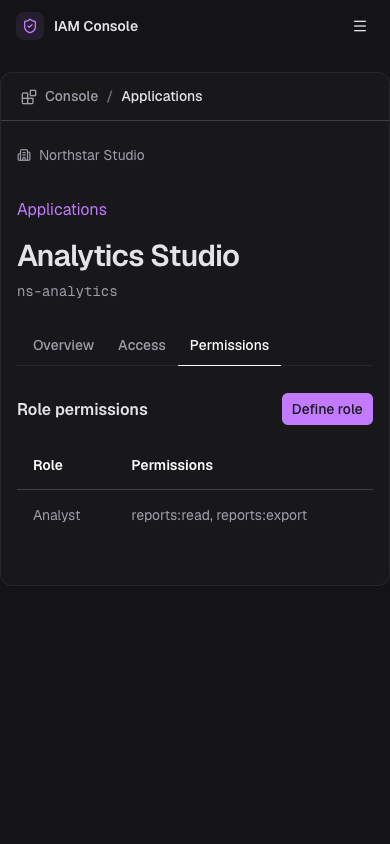 IAM Console
Console / Applications
Northstar Studio
Applications
Analytics Studio
ns-analytics
Overview Access Permissions
Role permissions Define role
Role Permissions
Analyst reports:read, reports:export